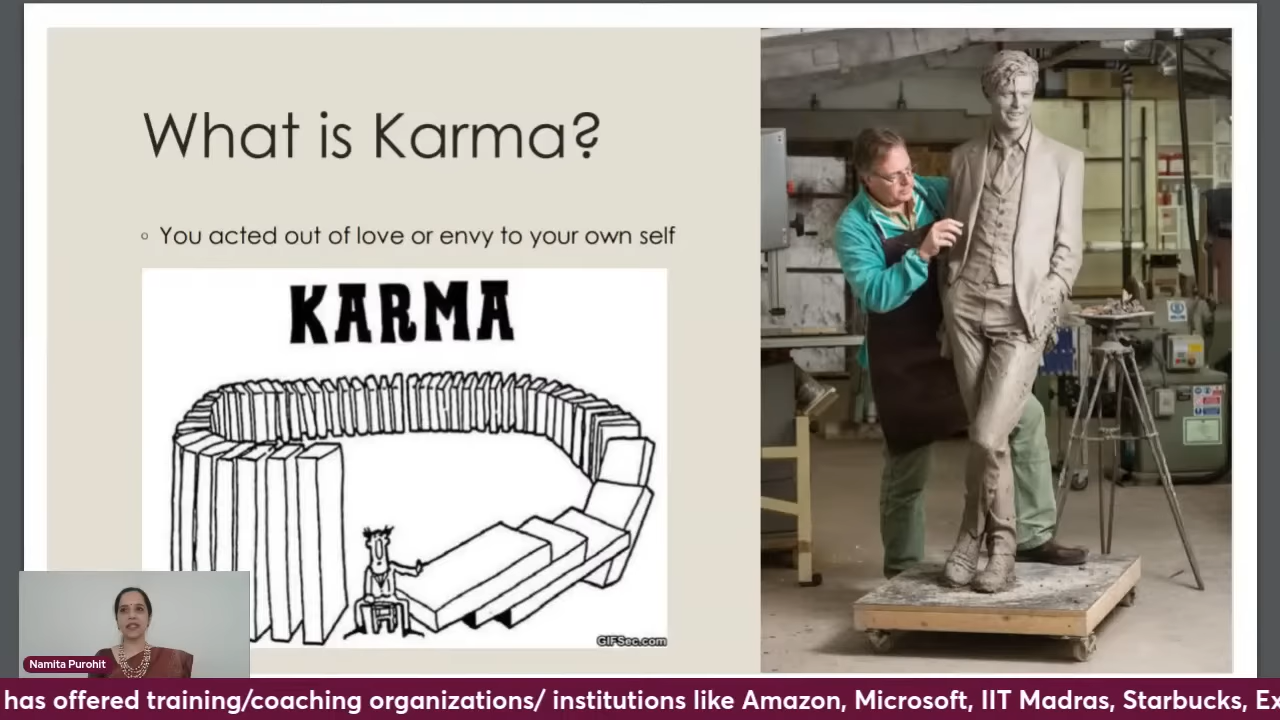 What is Karma?
You acted out of love or envy to your own self
KARMA
GIFSec.com
Namita Purohit
has offered training/coaching organizations/ institutions like Amazon, Microsoft, IIT Madras, Starbucks, Ex